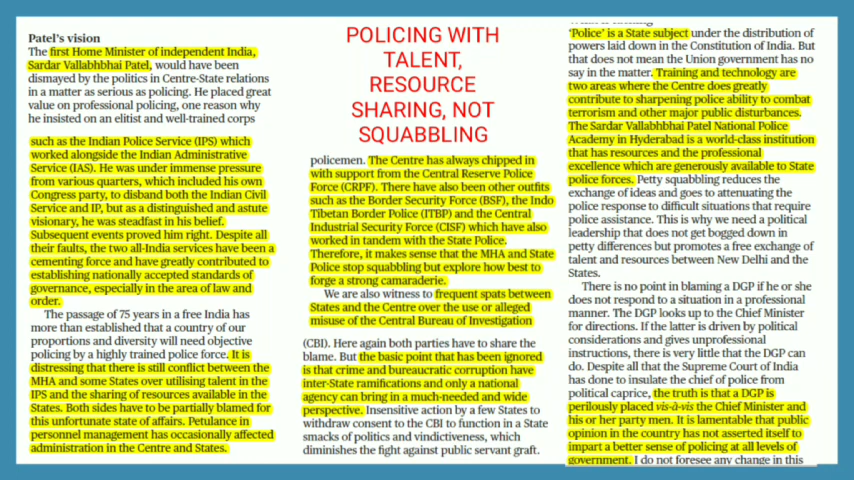 Patel's vision
The first Home Minister of independent India,
Sardar Vallabhbhai Patel, would have been
dismayed by the politics in Centre-State relations
in a matter as serious as policing. He placed great
value on professional policing, one reason why
he insisted on an elitist and well-trained corps
such as the Indian Police Service (IPS) which
worked alongside the Indian Administrative
Service (IAS). He was under immense pressure
from various quarters, which included his own
Congress party, to disband both the Indian Civil
Service and IP, but as a distinguished and astute
visionary, he was steadfast in his belief.
Subsequent events proved him right. Despite all
their faults, the two all-India services have been a
cementing force and have greatly contributed to
establishing nationally accepted standards of
governance, especially in the area of law and
order.
The passage of 75 years in a free India has
more than established that a country of our
proportions and diversity will need objective
policing by a highly trained police force. It is
distressing that there is still conflict between the
MHA and some States over utilising talent in the
IPS and the sharing of resources available in the
States. Both sides have to be partially blamed for
this unfortunate state of affairs. Petulance in
personnel management has occasionally affected
administration in the Centre and States.
POLICING WITH
TALENT,
RESOURCE
SHARING, NOT
SQUABBLING
policemen. The Centre has always chipped in
with support from the Central Reserve Police
Force (CRPF). There have also been other outfits
such as the Border Security Force (BSF), the Indo
Tibetan Border Police (ITBP) and the Central
Industrial Security Force (CISF) which have also
worked in tandem with the State Police.
Therefore, it makes sense that the MHA and State
Police stop squabbling but explore how best to
forge a strong camaraderie.
We are also witness to frequent spats between
States and the Centre over the use or alleged
misuse of the Central Bureau of Investigation
(CBI). Here again both parties have to share the
blame. But the basic point that has been ignored
is that crime and bureaucratic corruption have
inter-State ramifications and only a national
agency can bring in a much-needed and wide
perspective. Insensitive action by a few States to
withdraw consent to the CBI to function in a State
smacks of politics and vindictiveness, which
diminishes the fight against public servant graft.
'Police' is a State subject under the distribution of
powers laid down in the Constitution of India. But
that does not mean the Union government has no
say in the matter. Training and technology are
two areas where the Centre does greatly
contribute to sharpening police ability to combat
terrorism and other major public disturbances.
The Sardar Vallabhbhai Patel National Police
Academy in Hyderabad is a world-class institution
that has resources and the professional
excellence which are generously available to State
police forces. Petty squabbling reduces the
exchange of ideas and goes to attenuating the
police response to difficult situations that require
police assistance. This is why we need a political
leadership that does not get bogged down in
petty differences but promotes a free exchange of
talent and resources between New Delhi and the
States.
There is no point in blaming a DGP if he or she
does not respond to a situation in a professional
manner. The DGP looks up to the Chief Minister
for directions. If the latter is driven by political
considerations and gives unprofessional
instructions, there is very little that the DGP can
do. Despite all that the Supreme Court of India
has done to insulate the chief of police from
political caprice, the truth is that a DGP is
perilously placed vis-à-vis the Chief Minister and
his or her party men. It is lamentable that public
opinion in the country has not asserted itself to
impart a better sense of policing at all levels of
government. I do not foresee any change in this